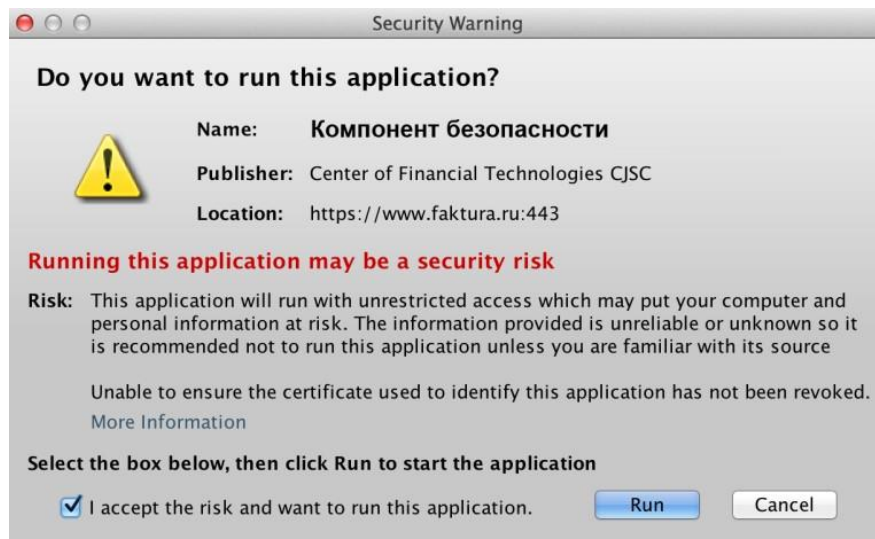 Security Warning
Do you want to run this application?
Name: Компонент безопасности
Publisher: Center of Financial Technologies CJSC
Location: https://www.faktura.ru:443
Running this application may be a security risk
Risk: This application will run with unrestricted access which may put your computer and
personal information at risk. The information provided is unreliable or unknown so it
is recommended not to run this application unless you are familiar with its source
Unable to ensure the certificate used to identify this application has not been revoked.
More Information
Select the box below, then click Run to start the application
I accept the risk and want to run this application. Run Cancel